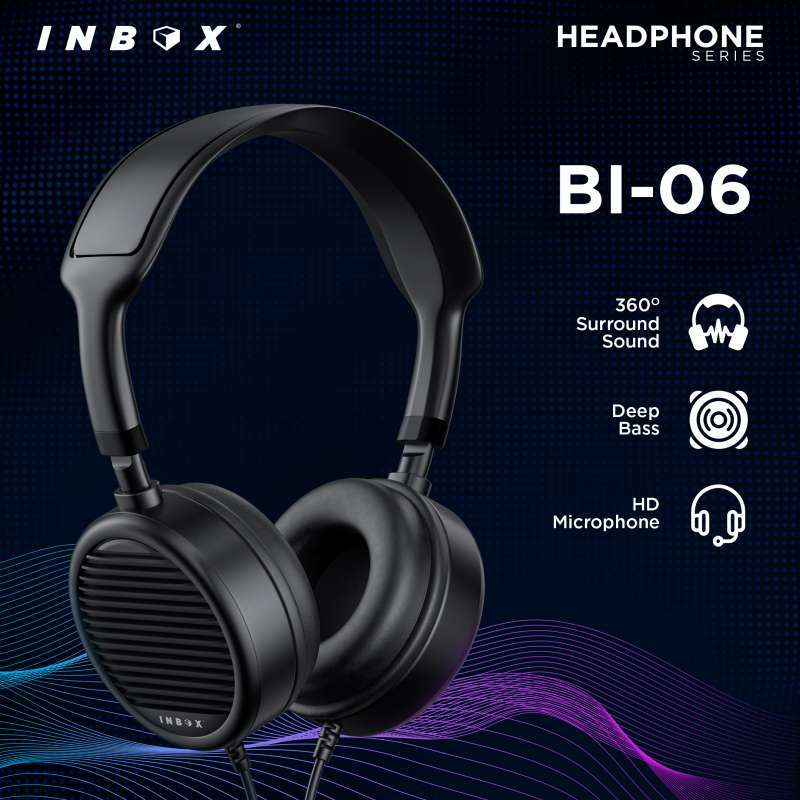 INBOX®
HEADPHONE
SERIES
BI-06
360°
Surround
Sound
Deep
Bass
HD
Microphone
INBOX